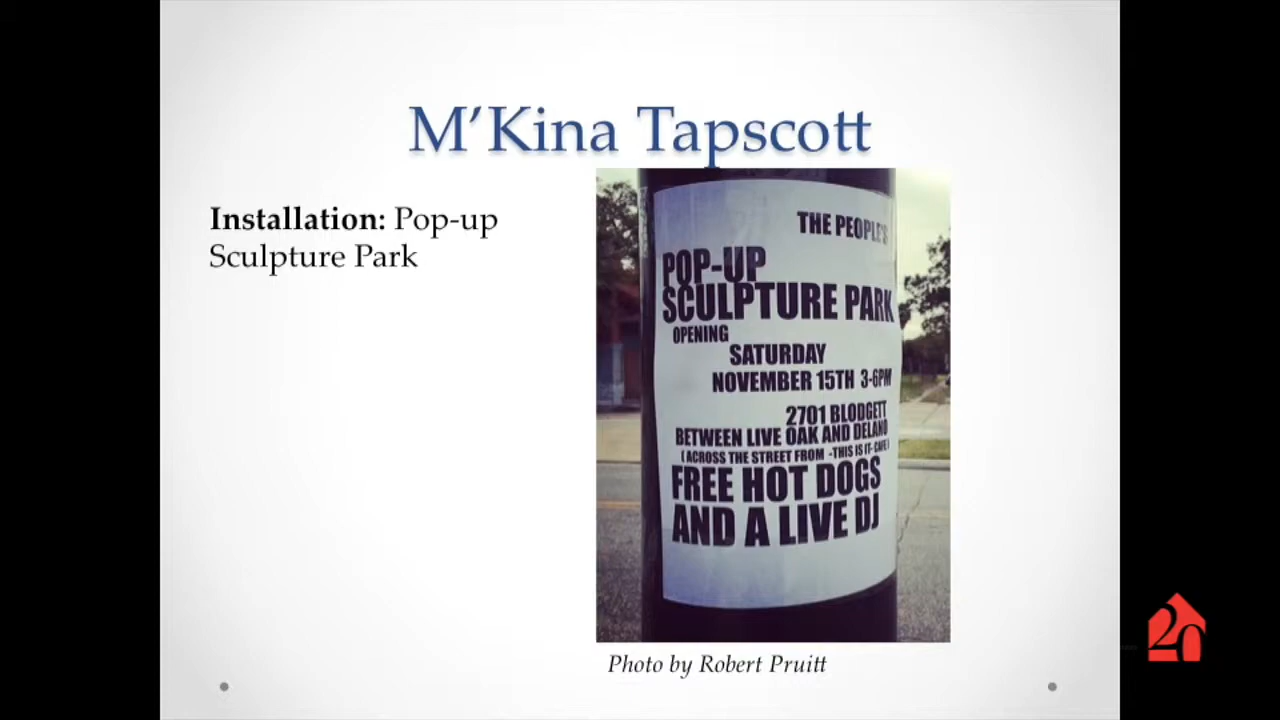 M'Kina Tapscott
Installation: Pop-up
Sculpture Park
THE PEOPLE'S
POP-UP
SCULPTURE PARK
OPENING
SATURDAY
NOVEMBER 15TH 3-6PM
2701 BLODGETT
BETWEEN LIVE OAK AND DELANO
(ACROSS THE STREET FROM -THIS IS IT- CAFE)
FREE HOT DOGS
AND A LIVE DJ
Photo by Robert Pruitt
20